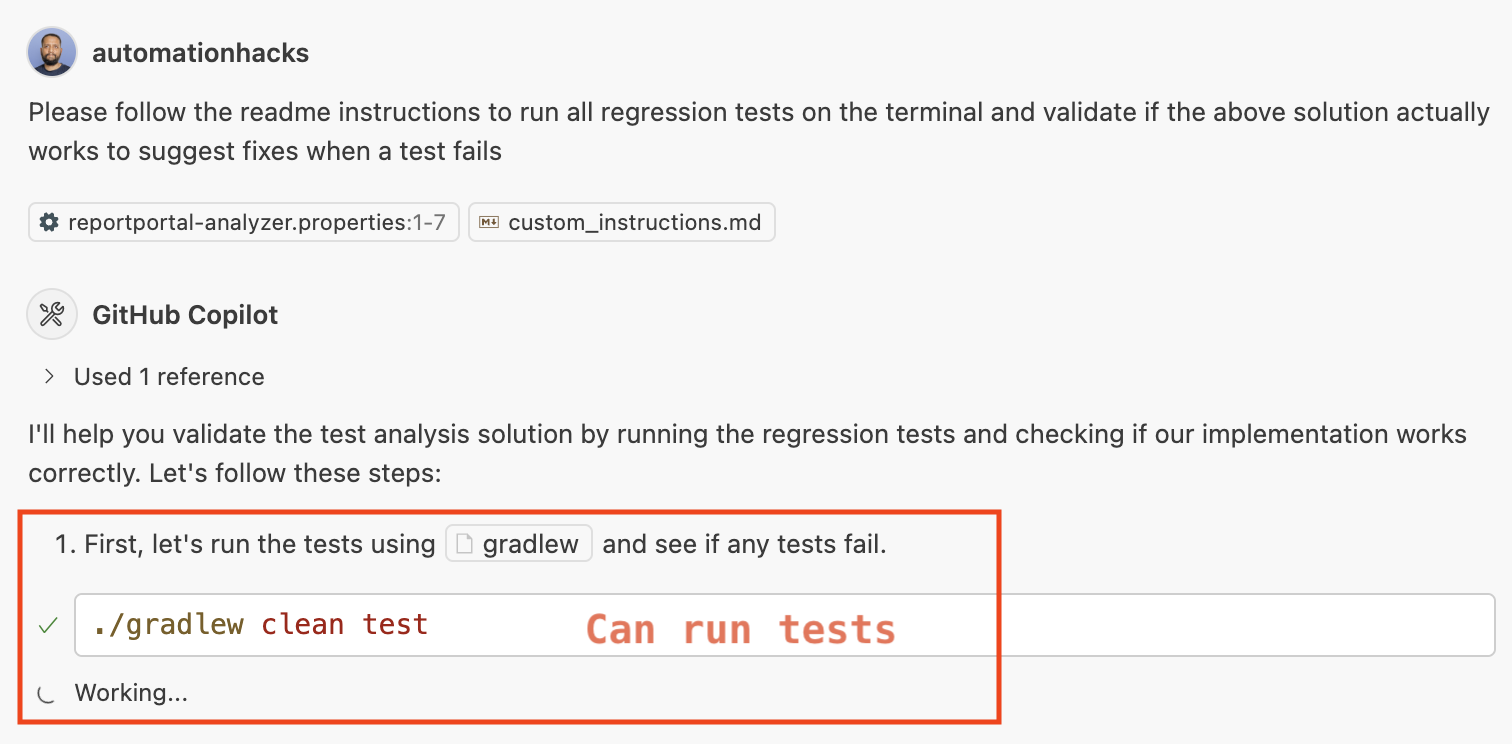 automationhacks
Please follow the readme instructions to run all regression tests on the terminal and validate if the above solution actually
works to suggest fixes when a test fails
reportportal-analyzer.properties:1-7 custom_instructions.md
GitHub Copilot
Used 1 reference
I'll help you validate the test analysis solution by running the regression tests and checking if our implementation works
correctly. Let's follow these steps:
1. First, let's run the tests using gradlew and see if any tests fail.
./gradlew clean test Can run tests
Working...